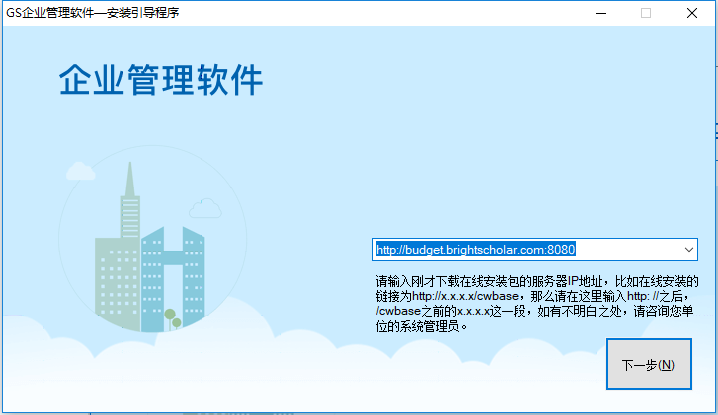 GS企业管理软件—安装引导程序
企业管理软件
http://budget.brightscholar.com:8080
请输入刚才下载在线安装包的服务器IP地址，比如在线安装的
链接为http://x.x.x.x/cwbase，那么请在这里输入http: //之后，
/cwbase之前的x.x.x.x这一段，如有不明白之处，请咨询您单
位的系统管理员。
下一步(N)